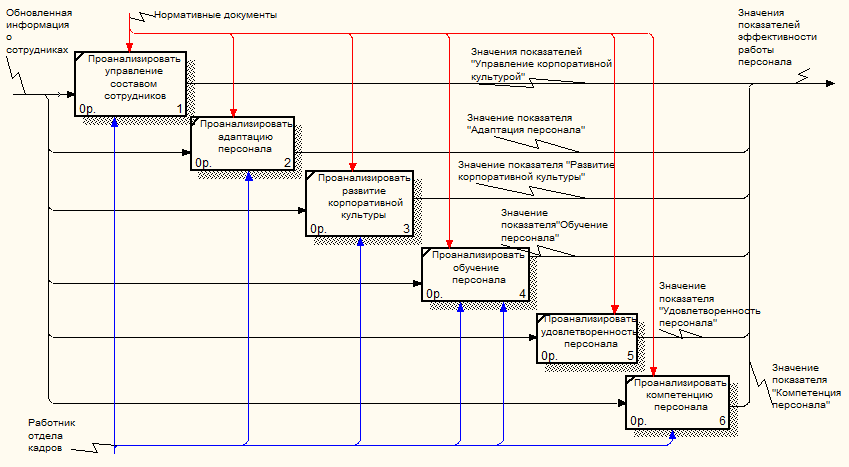 Обновленная
информация
о
сотрудниках
Нормативные документы
Значения
показателей
эффективности
работы
персонала
Проанализировать
управление
составом
сотрудников
0р. 1
Значения показателей
"Управление корпоративной
культурой"
Проанализировать
адаптацию
персонала
0р. 2
Значение показателя
"Адаптация персонала"
Проанализировать
развитие
корпоративной
культуры
0р. 3
Значение показателя "Развитие
корпоративной культуры"
Проанализировать
обучение
персонала
0р. 4
Значение
показателя"Обучение
персонала"
Проанализировать
удовлетворенность
персонала
0р. 5
Значение
показателя
"Удовлетворенность
персонала"
Проанализировать
компетенцию
персонала
0р. 6
Значение
показателя
"Компетенция
персонала"
Работник
отдела
кадров